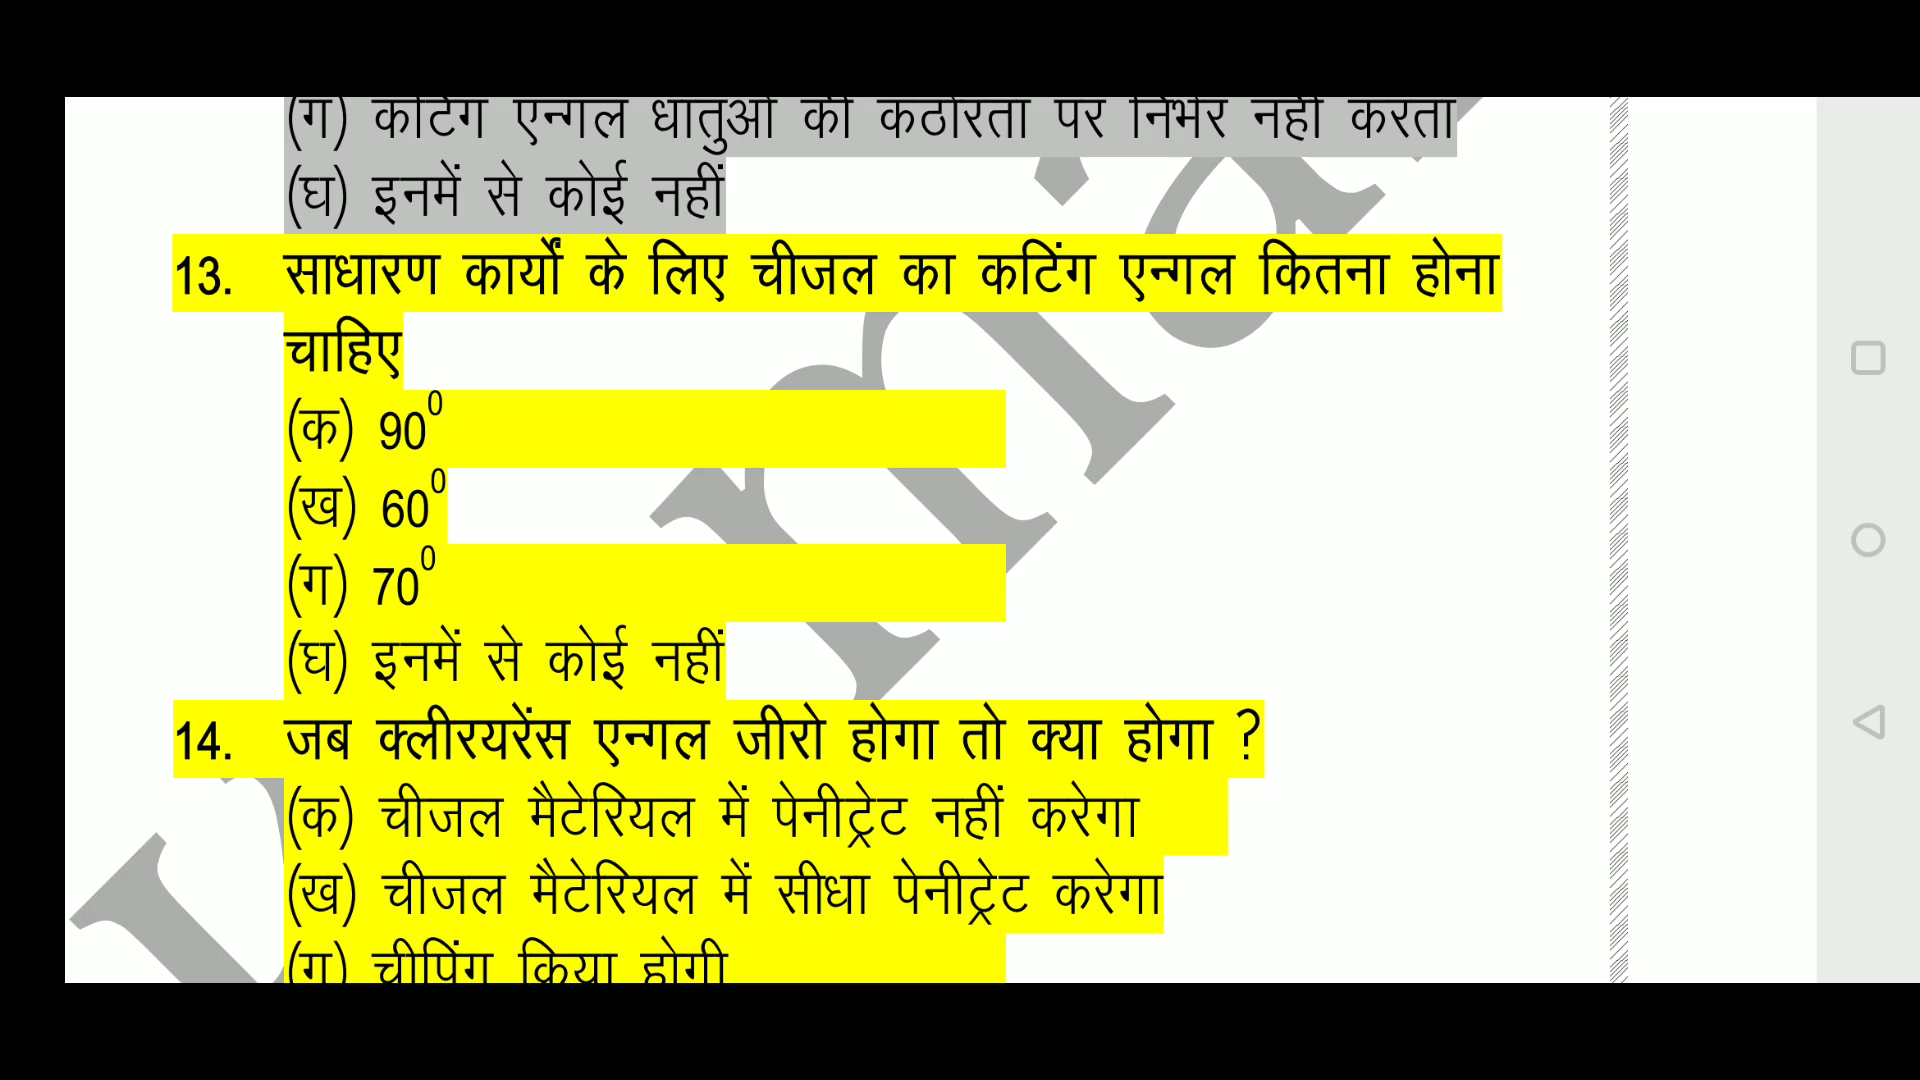 (ग) कटिंग एन्गल धातुओं की कठोरता पर निर्भर नहीं करता
(घ) इनमें से कोई नहीं
13. साधारण कार्यों के लिए चीजल का कटिंग एन्गल कितना होना
चाहिए
(क) 90⁰
(ख) 60⁰
(ग) 70⁰
(घ) इनमें से कोई नहीं
14. जब क्लीरयरेंस एन्गल जीरो होगा तो क्या होगा ?
(क) चीजल मैटेरियल में पेनीट्रेट नहीं करेगा
(ख) चीजल मैटेरियल में सीधा पेनीट्रेट करेगा
(ग) चीपिंग क्रिया होगी